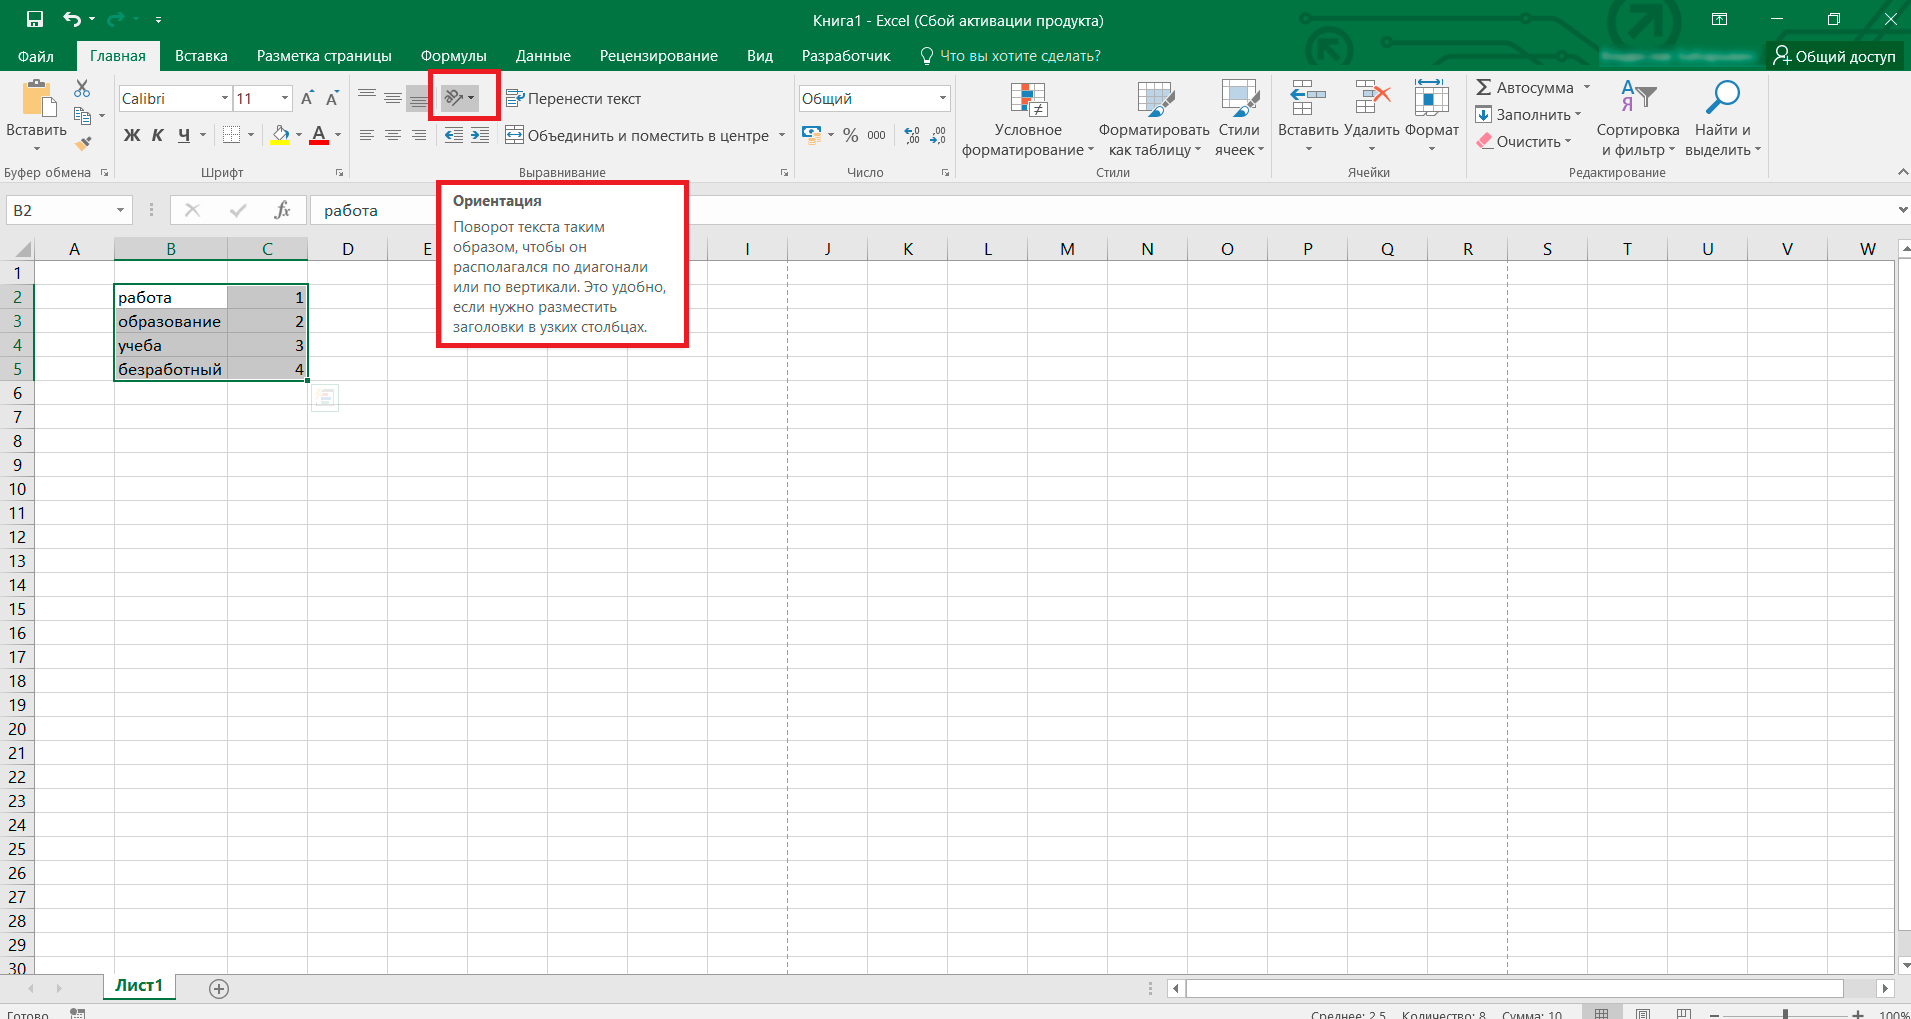 Книга1 - Excel (Сбой активации продукта)
Файл Главная Вставка Разметка страницы Формулы Данные Рецензирование Вид Разработчик Что вы хотите сделать? Общий доступ
Вставить
Буфер обмена
Calibri 11
Ж К Ч А
Шрифт
Перенести текст
Объединить и поместить в центре
Выравнивание
Общий
% 000
Число
Условное форматирование
Форматировать как таблицу
Стили ячеек
Стили
Вставить Удалить Формат
Ячейки
Автосумма
Заполнить
Очистить
Сортировка и фильтр
Найти и выделить
Редактирование
B2 fx работа
Ориентация
Поворот текста таким
образом, чтобы он
располагался по диагонали
или по вертикали. Это удобно,
если нужно разместить
заголовки в узких столбцах.
A B C D E I J K L M N O P Q R S T U V W
1
2 работа 1
3 образование 2
4 учеба 3
5 безработный 4
6
7
8
9
10
11
12
13
14
15
16
17
18
19
20
21
22
23
24
25
26
27
28
29
30
Лист1
Готово Среднее: 2,5 Количество: 8 Сумма: 10 100%